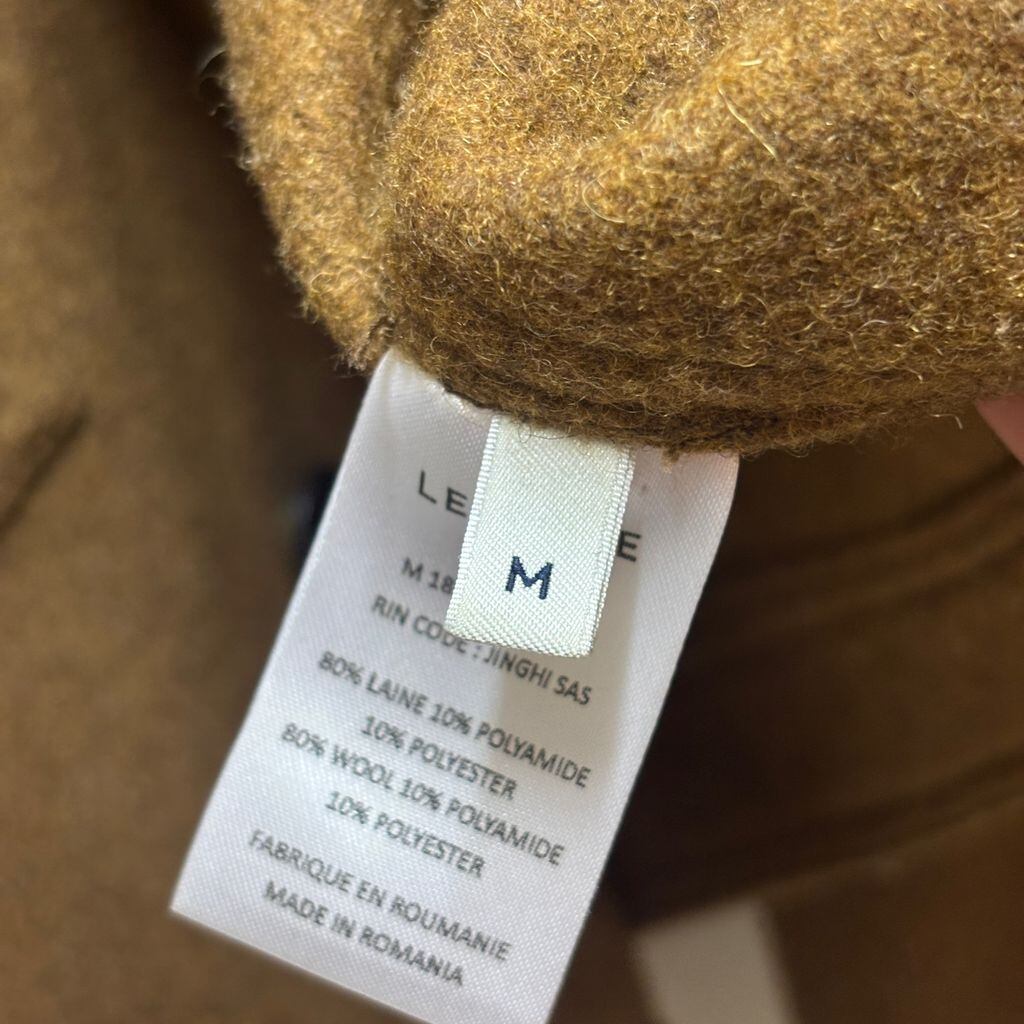 LE
E
M
M 18
RIN CODE : JINGHI SAS
80% LAINE 10% POLYAMIDE
10% POLYESTER
80% WOOL 10% POLYAMIDE
10% POLYESTER
FABRIQUE EN ROUMANIE
MADE IN ROMANIA